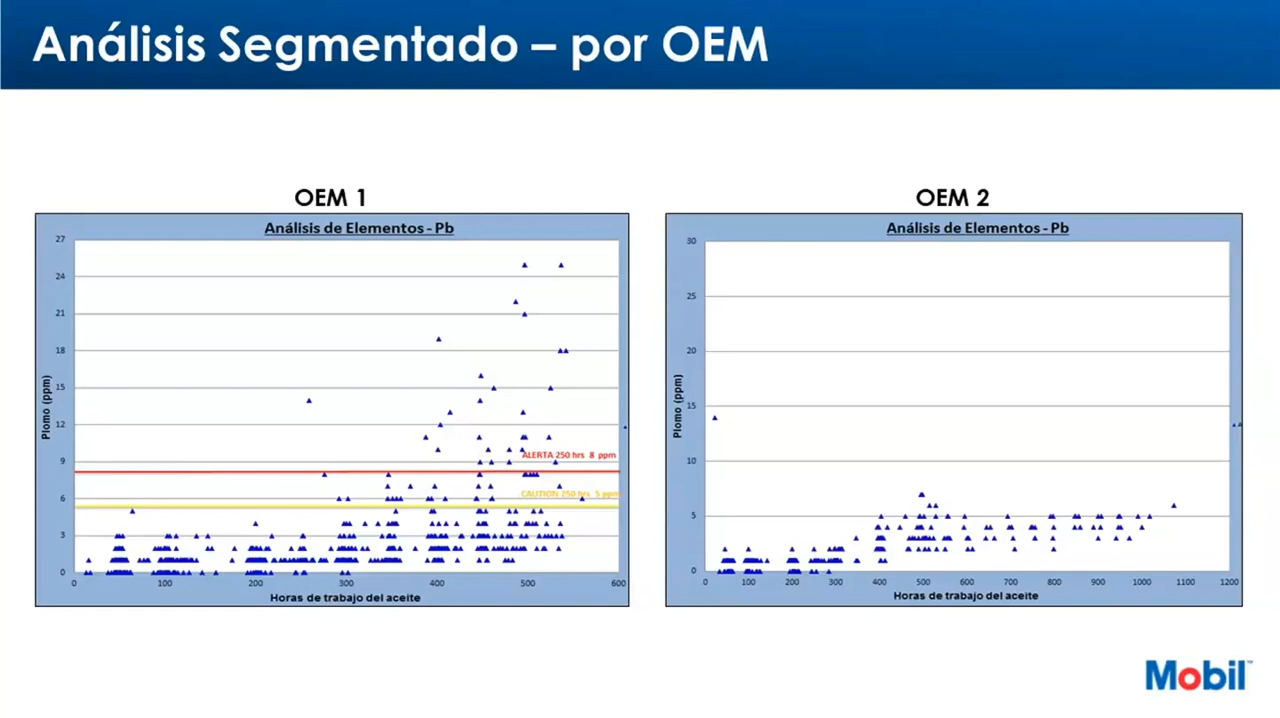 Análisis Segmentado – por OEM
OEM 1
Análisis de Elementos - Pb
27
24
21
18
15
12
9
6
3
0
Plomo (ppm)
ALERTA 250 hrs 8 ppm
CAUTION 250 hrs 5 ppm
0 100 200 300 400 500 600
Horas de trabajo del aceite
OEM 2
Análisis de Elementos - Pb
30
25
20
15
10
5
0
Plomo (ppm)
0 100 200 300 400 500 600 700 800 900 1000 1100 1200
Horas de trabajo del aceite
Mobil™